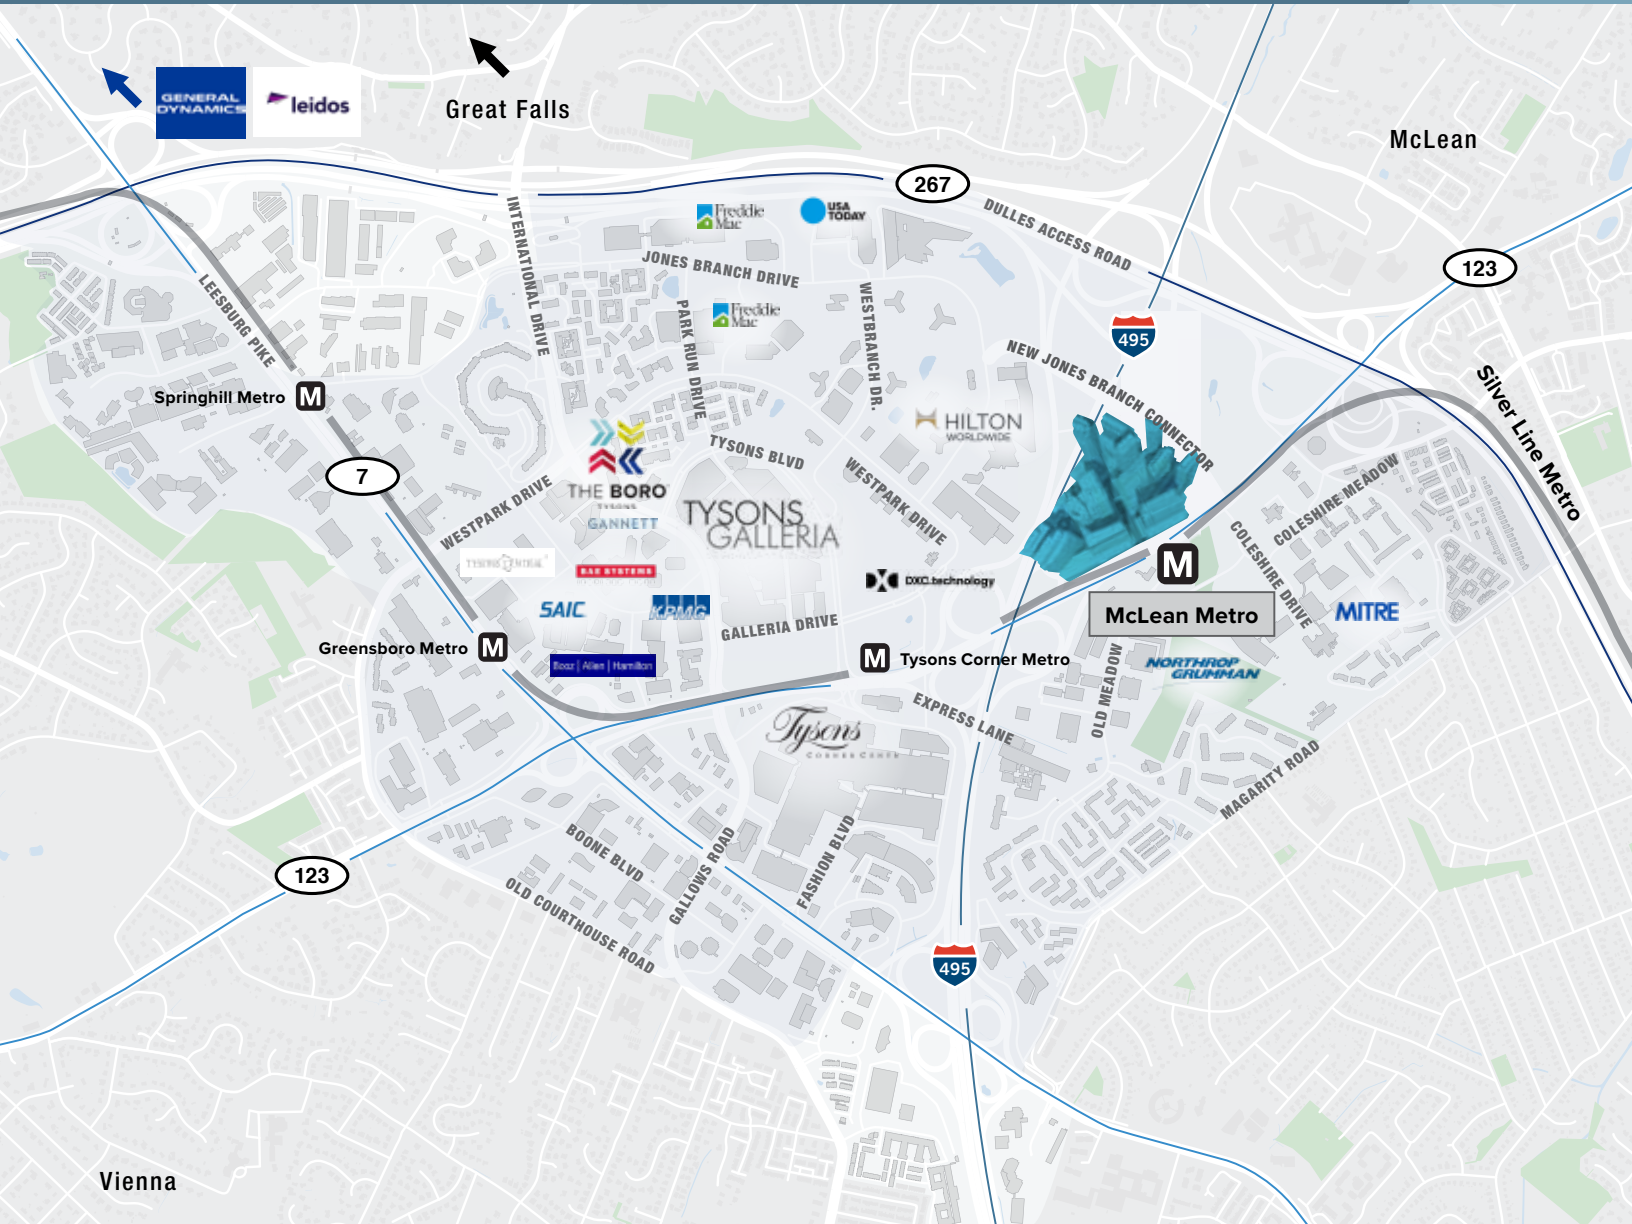 GENERAL
DYNAMICS
leidos
Great Falls
McLean
267
DULLES ACCESS ROAD
123
INTERNATIONAL DRIVE
Freddie
Mac
USA
TODAY
JONES BRANCH DRIVE
LEESBURG PIKE
PARK RUN DRIVE
Freddie
Mac
WESTBRANCH DR.
495
NEW JONES BRANCH CONNECTOR
Silver Line Metro
Springhill Metro
M
7
HILTON
WORLDWIDE
TYSONS BLVD
WESTPARK DRIVE
THE BORO
TYSONS
GANNETT
TYSONS
GALLERIA
WESTPARK DRIVE
COLESHIRE MEADOW
COLESHIRE DRIVE
BAE SYSTEMS
DXC.technology
M
McLean Metro
SAIC
KPMG
GALLERIA DRIVE
MITRE
Greensboro Metro
M
Booz | Allen | Hamilton
M
Tysons Corner Metro
OLD MEADOW
NORTHROP
GRUMMAN
EXPRESS LANE
Tysons
CORNER CENTER
MAGARITY ROAD
BOONE BLVD
GALLOWS ROAD
FASHION BLVD
123
OLD COURTHOUSE ROAD
495
Vienna